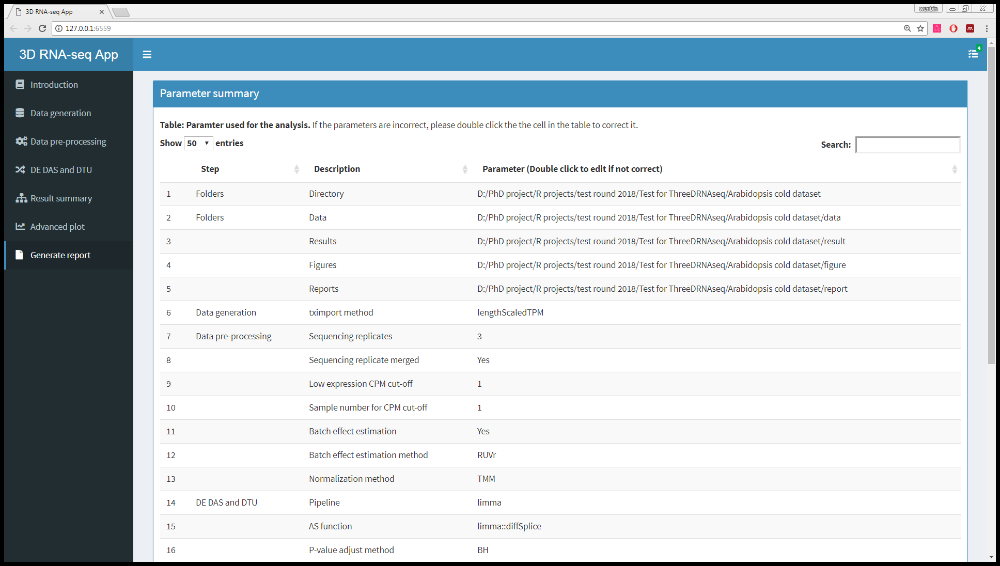 3D RNA-seq App
wenbin
127.0.0.1:6559
3D RNA-seq App
4
Introduction
Data generation
Data pre-processing
DE DAS and DTU
Result summary
Advanced plot
Generate report
Parameter summary
Table: Paramter used for the analysis. If the parameters are incorrect, please double click the the cell in the table to correct it.
Show 50 entries
Search:
Step Description Parameter (Double click to edit if not correct)
1 Folders Directory D:/PhD project/R projects/test round 2018/Test for ThreeDRNAseq/Arabidopsis cold dataset
2 Folders Data D:/PhD project/R projects/test round 2018/Test for ThreeDRNAseq/Arabidopsis cold dataset/data
3 Results D:/PhD project/R projects/test round 2018/Test for ThreeDRNAseq/Arabidopsis cold dataset/result
4 Figures D:/PhD project/R projects/test round 2018/Test for ThreeDRNAseq/Arabidopsis cold dataset/figure
5 Reports D:/PhD project/R projects/test round 2018/Test for ThreeDRNAseq/Arabidopsis cold dataset/report
6 Data generation tximport method lengthScaledTPM
7 Data pre-processing Sequencing replicates 3
8 Sequencing replicate merged Yes
9 Low expression CPM cut-off 1
10 Sample number for CPM cut-off 1
11 Batch effect estimation Yes
12 Batch effect estimation method RUVr
13 Normalization method TMM
14 DE DAS and DTU Pipeline limma
15 AS function limma::diffSplice
16 P-value adjust method BH